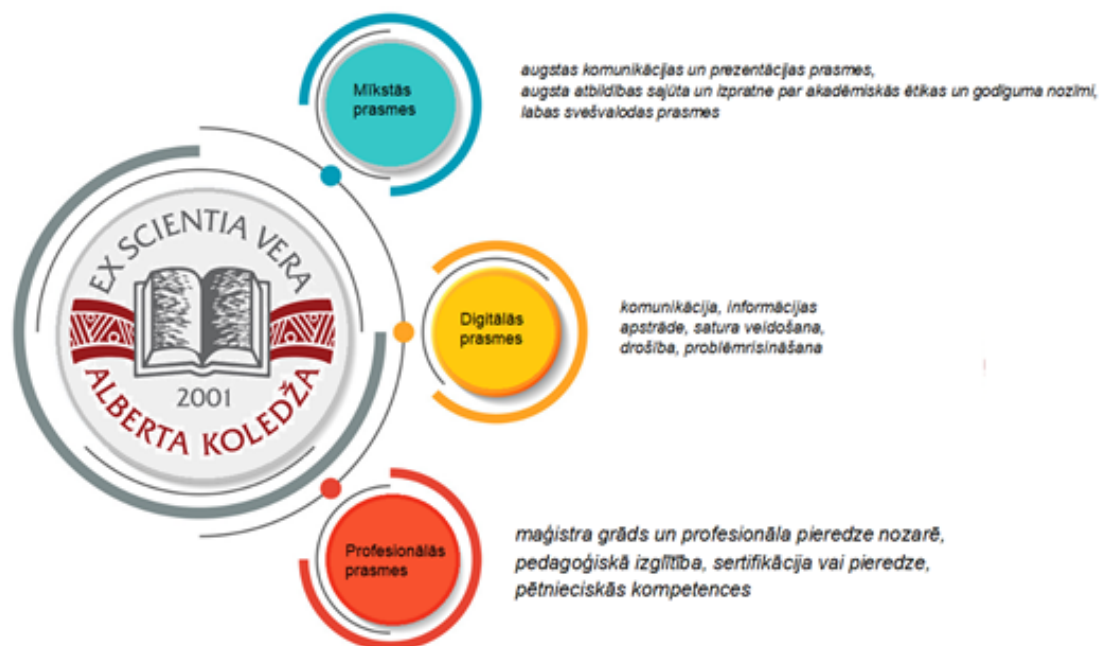 Mīkstās
prasmes
augstas komunikācijas un prezentācijas prasmes,
augsta atbildības sajūta un izpratne par akadēmiskās ētikas un godīguma nozīmi,
labas svešvalodas prasmes
EX SCIENTIA VERA
2001
ALBERTA KOLEDŽA
Digitālās
prasmes
komunikācija, informācijas
apstrāde, satura veidošana,
drošība, problēmrisināšana
Profesionālās
prasmes
maģistra grāds un profesionāla pieredze nozarē,
pedagoģiskā izglītība, sertifikācija vai pieredze,
pētnieciskās kompetences